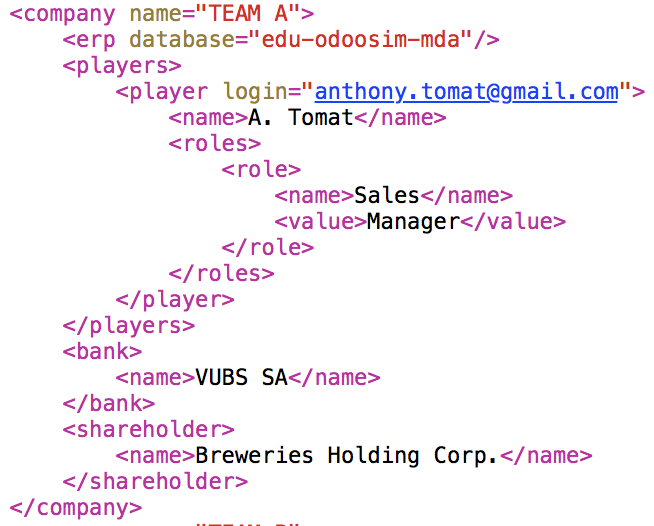 <company name="TEAM A">
<erp database="edu-odoosim-mda"/>
<players>
<player login="anthony.tomat@gmail.com">
<name>A. Tomat</name>
<roles>
<role>
<name>Sales</name>
<value>Manager</value>
</role>
</roles>
</player>
</players>
<bank>
<name>VUBS SA</name>
</bank>
<shareholder>
<name>Breweries Holding Corp.</name>
</shareholder>
</company>